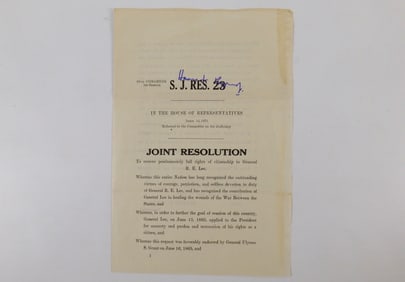 94TH CONGRESS
1ST SESSION
S. J. RES. 23
IN THE HOUSE OF REPRESENTATIVES
Referred to the Committee on the Judiciary
JOINT RESOLUTION
To restore posthumously full rights of citizenship to General
R. E. Lee.
Whereas this entire Nation has long recognized the outstanding
virtues of courage, patriotism, and selfless devotion to duty
of General R. E. Lee, and has recognized the contribution of
General Lee in healing the wounds of the War Between the
States, and
Whereas, in order to further the goal of reunion of this country,
General Lee, on June 13, 1865, applied to the President
for amnesty and pardon and restoration of his rights as a
citizen, and
Whereas this request was favorably endorsed by General Ulysses
S. Grant on June 16, 1865, and